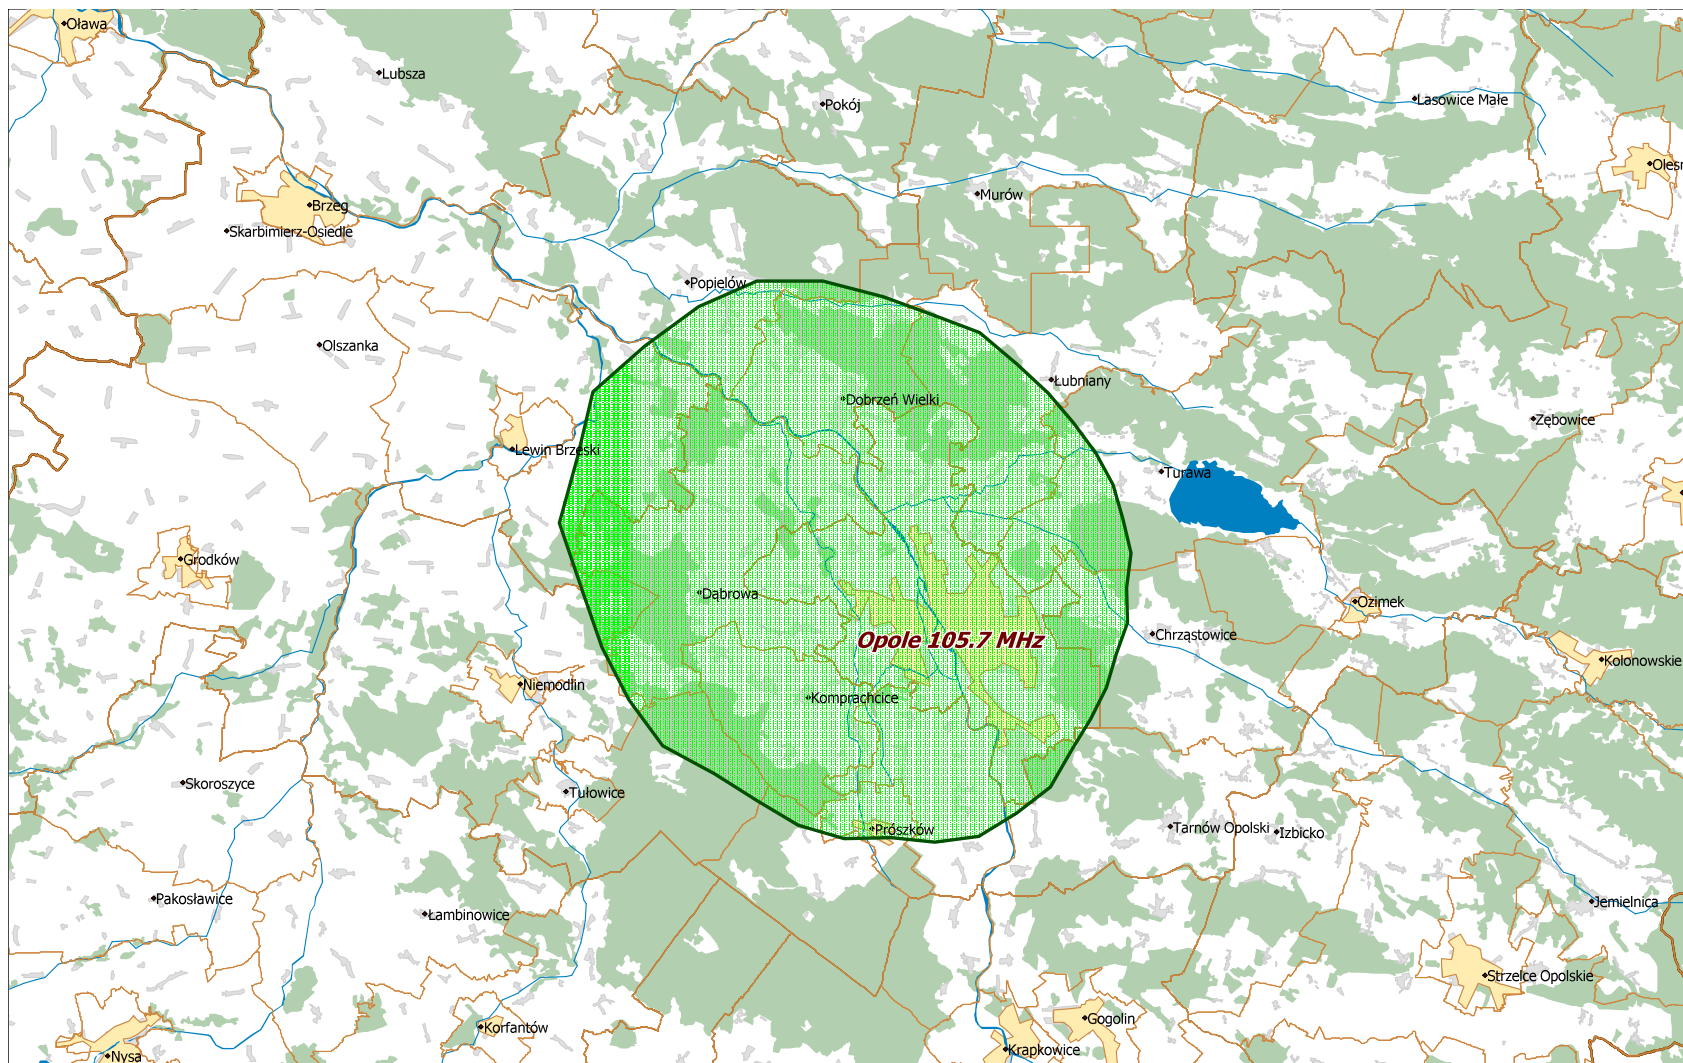 Oława
Lubsza
Pokój
Lasowice Małe
Murów
Brzeg
Skarbimierz-Osiedle
Popielów
Olszanka
Łubniany
Dobrzeń Wielki
Zębowice
Lewin Brzeski
Turawa
Grodków
Dąbrowa
Ozimek
Opole 105.7 MHz
Chrząstowice
Kolonowskie
Niemodlin
Komprachcice
Skoroszyce
Tułowice
Prószków
Tarnów Opolski
Izbicko
Pakosławice
Łambinowice
Jemielnica
Strzelce Opolskie
Korfantów
Gogolin
Krapkowice
Nysa